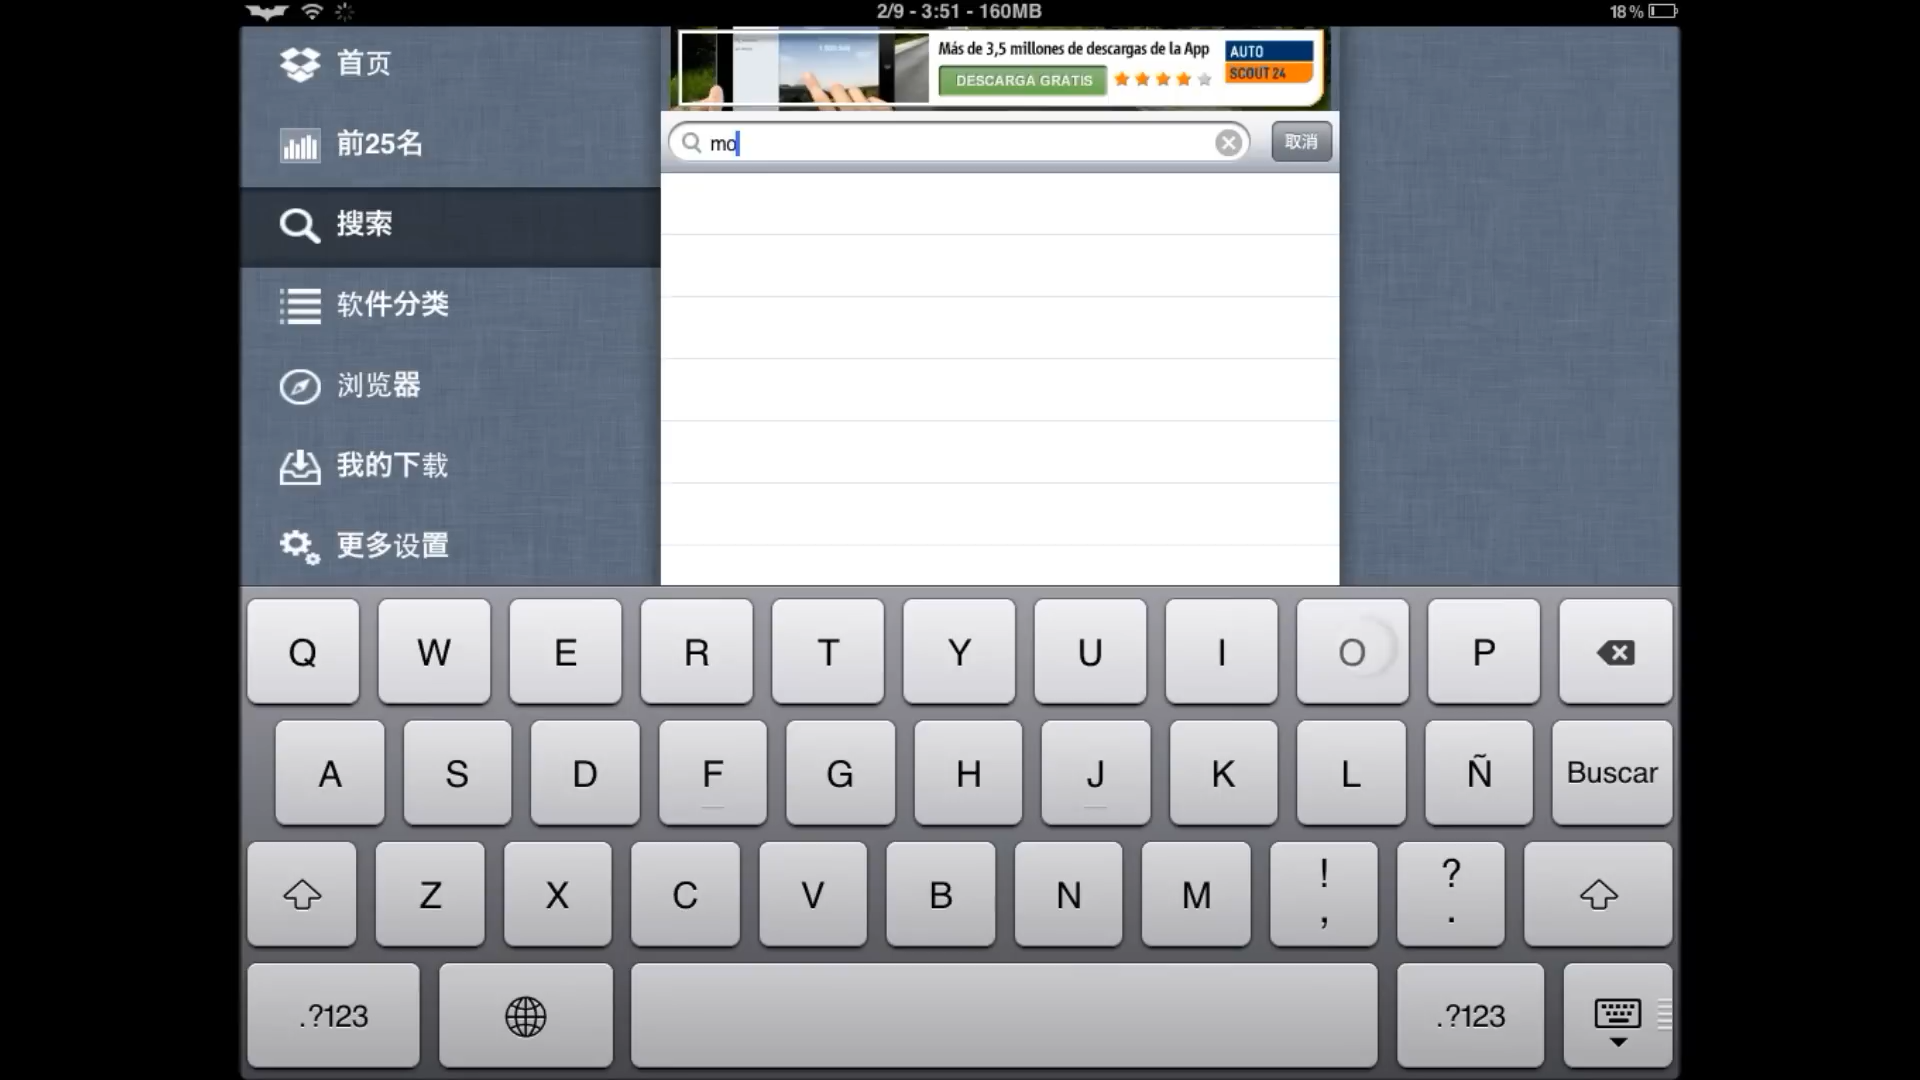 2/9 - 3:51 - 160MB
18%
首页
前25名
搜索
软件分类
浏览器
我的下载
更多设置
Más de 3,5 millones de descargas de la App
DESCARGA GRATIS
AUTO
SCOUT 24
mo
取消
Q W E R T Y U I O P
A S D F G H J K L Ñ Buscar
Z X C V B N M ! , ? .
.?123 .?123